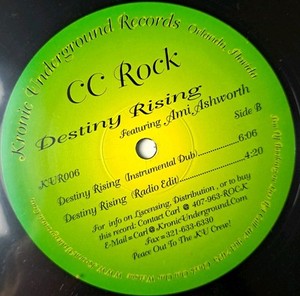 Kronic Underground Records Orlando, Florida
CC Rock
Destiny Rising
Featuring Ami Ashworth
KUR006
Side B
Destiny Rising (Instrumental Dub) 6:06
Destiny Rising (Radio Edit) 4:20
For info on Liscensing, Distribution, or to buy
this record: Contact Carl @ 407-963-ROCK
E-Mail = Carl@KronicUnderground.Com
Fax = 321-633-6330
Peace Out To The KU Crew!